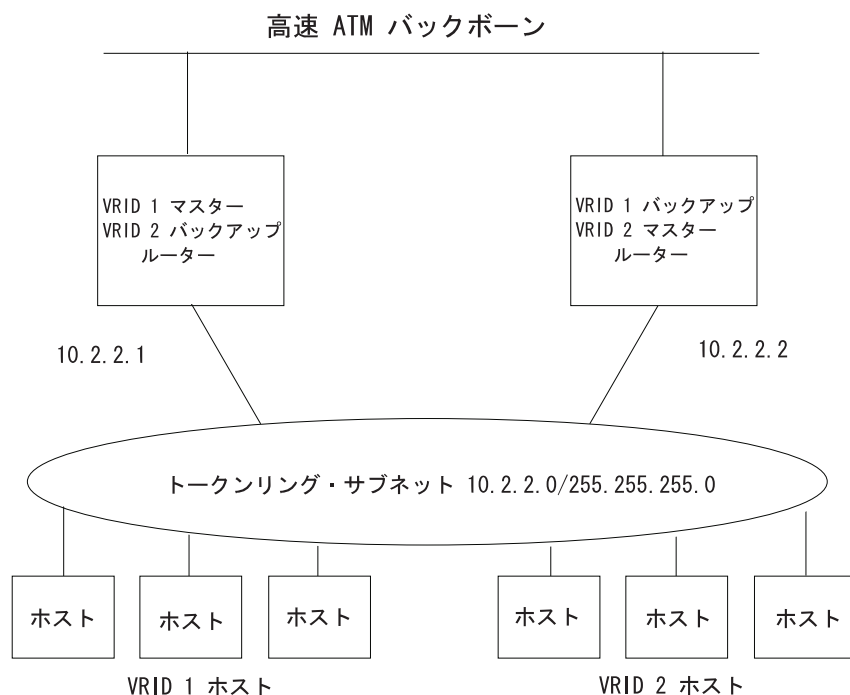 高速 ATM バックボーン
VRID 1 マスター
VRID 2 バックアップ
ルーター
VRID 1 バックアップ
VRID 2 マスター
ルーター
10.2.2.1
10.2.2.2
トークンリング・サブネット 10.2.2.0/255.255.255.0
ホスト
ホスト
ホスト
ホスト
ホスト
ホスト
VRID 1 ホスト
VRID 2 ホスト